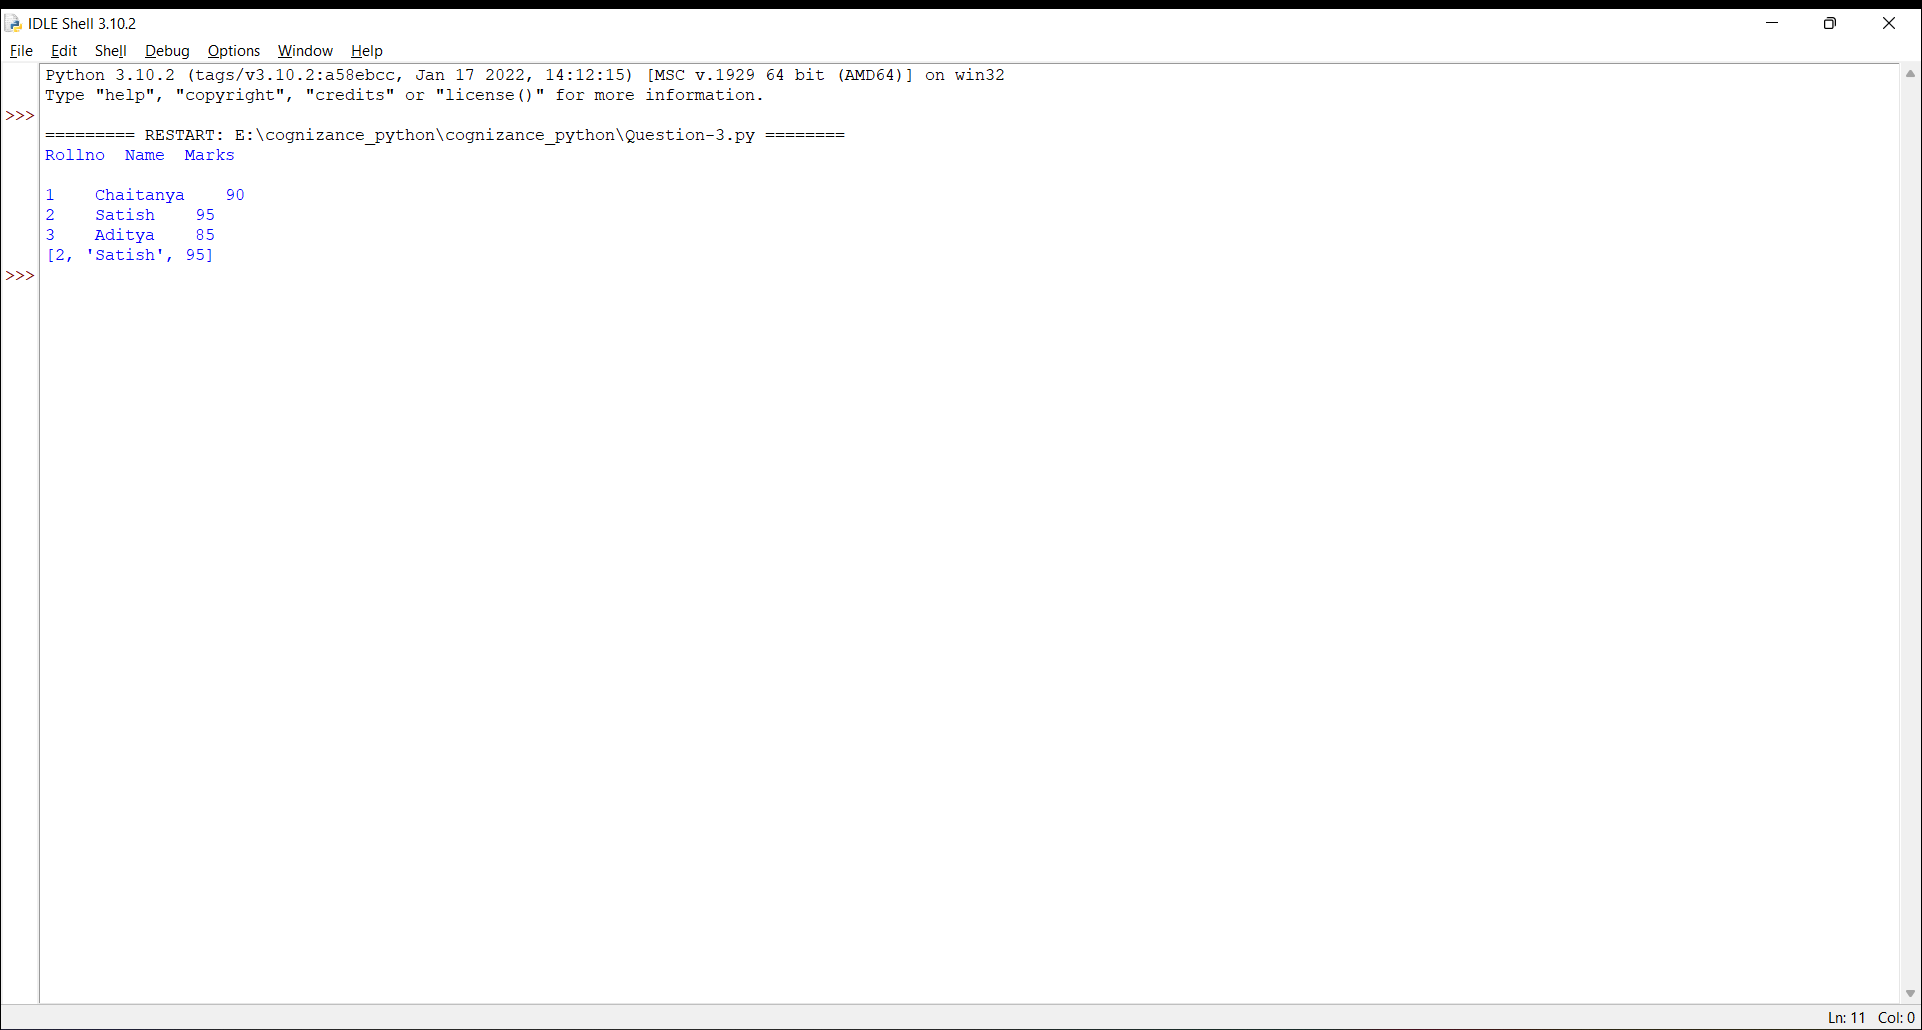 IDLE Shell 3.10.2
File Edit Shell Debug Options Window Help
Python 3.10.2 (tags/v3.10.2:a58ebcc, Jan 17 2022, 14:12:15) [MSC v.1929 64 bit (AMD64)] on win32
Type "help", "copyright", "credits" or "license()" for more information.
>>>
========= RESTART: E:\cognizance_python\cognizance_python\Question-3.py ========
Rollno  Name  Marks
1    Chaitanya    90
2    Satish    95
3    Aditya    85
[2, 'Satish', 95]
>>>
Ln: 11 Col: 0